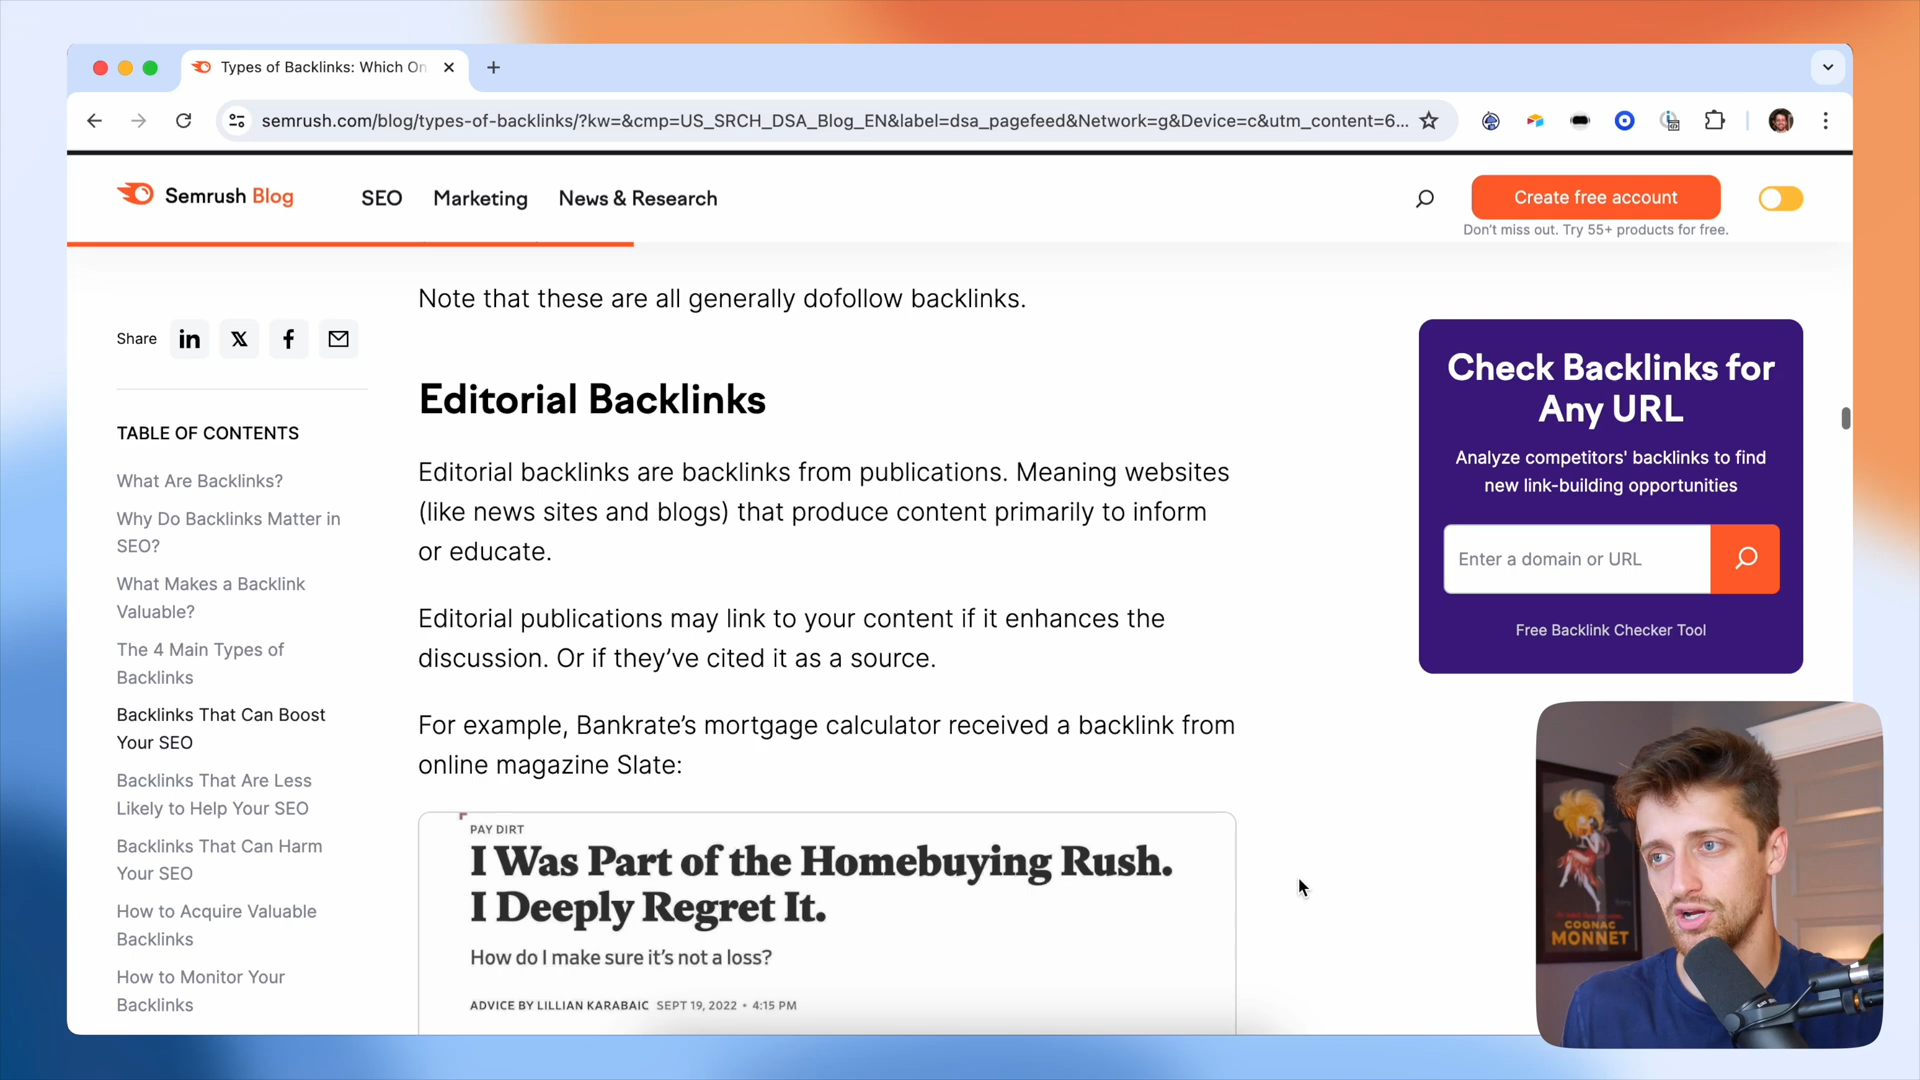 Types of Backlinks: Which On
semrush.com/blog/types-of-backlinks/?kw=&cmp=US_SRCH_DSA_Blog_EN&label=dsa_pagefeed&Network=g&Device=c&utm_content=6...
Semrush Blog
SEO
Marketing
News & Research
Create free account
Don't miss out. Try 55+ products for free.
Share
TABLE OF CONTENTS
What Are Backlinks?
Why Do Backlinks Matter in
SEO?
What Makes a Backlink
Valuable?
The 4 Main Types of
Backlinks
Backlinks That Can Boost
Your SEO
Backlinks That Are Less
Likely to Help Your SEO
Backlinks That Can Harm
Your SEO
How to Acquire Valuable
Backlinks
How to Monitor Your
Backlinks
Note that these are all generally dofollow backlinks.
Editorial Backlinks
Editorial backlinks are backlinks from publications. Meaning websites
(like news sites and blogs) that produce content primarily to inform
or educate.
Editorial publications may link to your content if it enhances the
discussion. Or if they’ve cited it as a source.
For example, Bankrate’s mortgage calculator received a backlink from
online magazine Slate:
PAY DIRT
I Was Part of the Homebuying Rush.
I Deeply Regret It.
How do I make sure it’s not a loss?
ADVICE BY LILLIAN KARABAIC SEPT 19, 2022 • 4:15 PM
Check Backlinks for
Any URL
Analyze competitors' backlinks to find
new link-building opportunities
Enter a domain or URL
Free Backlink Checker Tool
COGNAC
MONNET